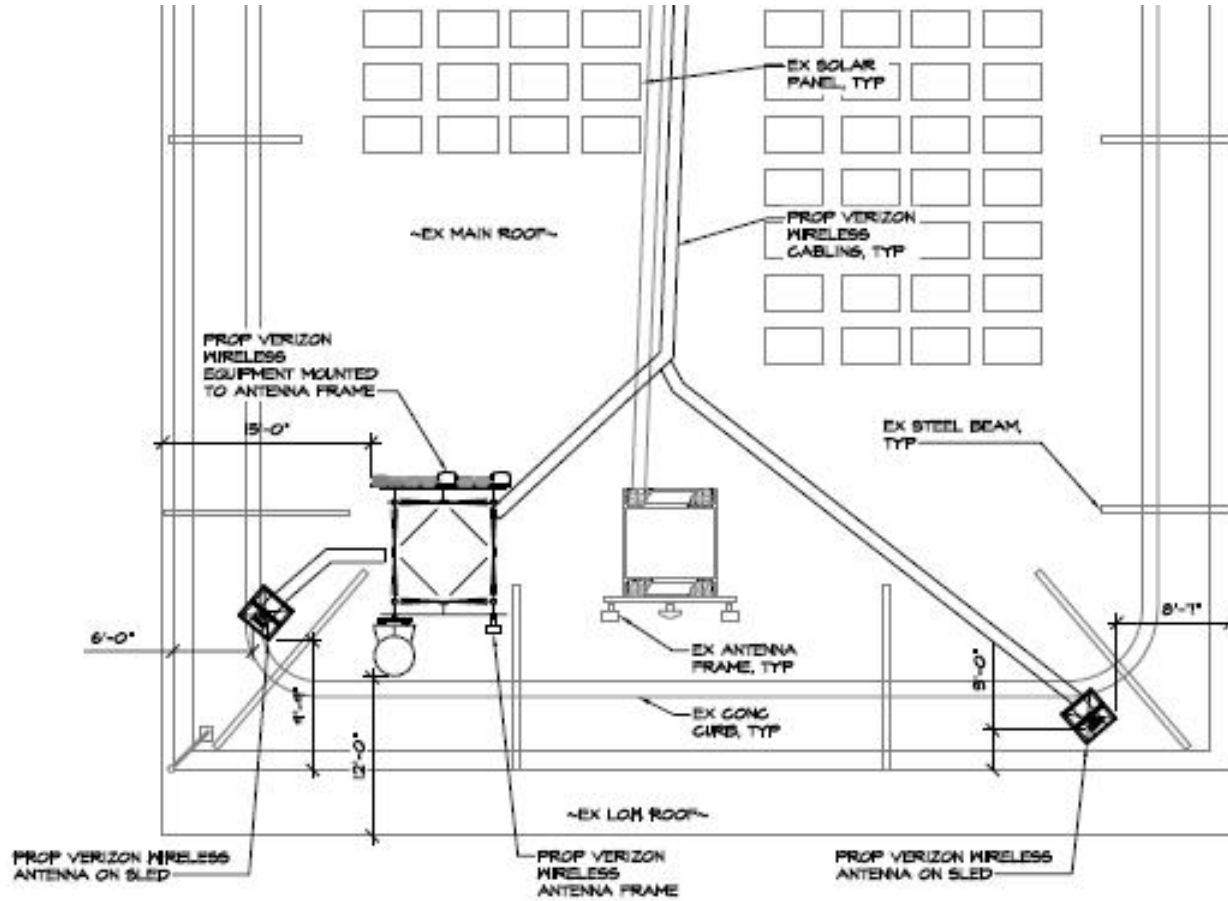 EX SOLAR
PANEL, TYP
PROP VERIZON
WIRELESS
CABLING, TYP
~EX MAIN ROOF~
PROP VERIZON
WIRELESS
EQUIPMENT MOUNTED
TO ANTENNA FRAME
15'-0"
EX STEEL BEAM,
TYP
8'-7"
6'-0"
EX ANTENNA
FRAME, TYP
9'-9"
12'-0"
EX CONC
CURB, TYP
~EX LOW ROOF~
PROP VERIZON WIRELESS
ANTENNA ON SLED
PROP VERIZON
WIRELESS
ANTENNA FRAME
PROP VERIZON WIRELESS
ANTENNA ON SLED